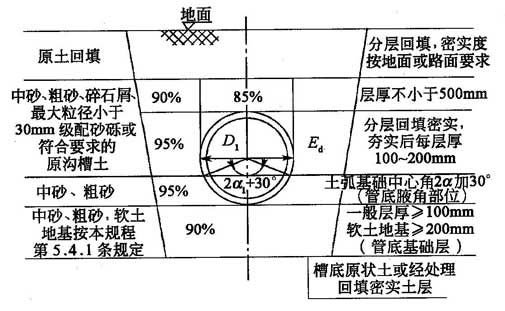 地面
原土回填
分层回填,密实度
按地面或路面要求
中砂、粗砂、碎石屑、
最大粒径小于
30mm级配砂砾或
符合要求的
原沟槽土
90%
85%
层厚不小于500mm
95%
D₁
E_d
分层回填密实,
夯实后每层厚
100~200mm
2α₁+30°
中砂、粗砂
95%
土弧基础中心角2α加30°
(管底腋角部位)
中砂、粗砂,软土
地基按本规程
第5.4.1条规定
90%
一般层厚≥100mm
软土地基≥200mm
(管底基础层)
槽底原状土或经处理
回填密实土层